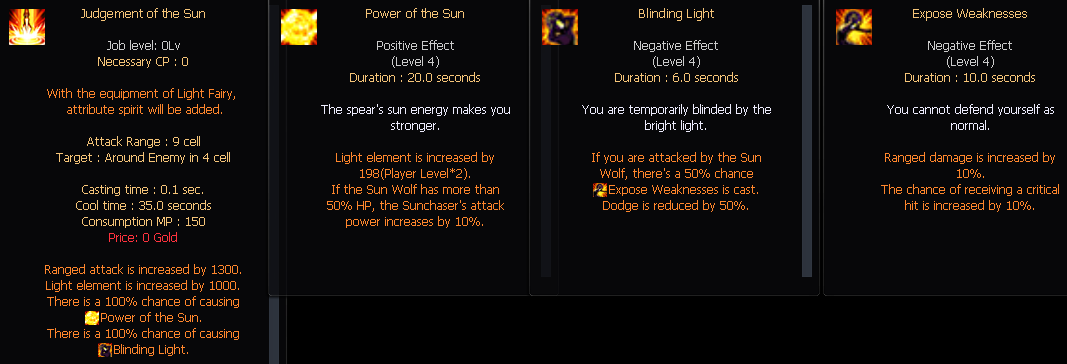 Judgement of the Sun
Job level: 0Lv
Necessary CP : 0
With the equipment of Light Fairy,
attribute spirit will be added.
Attack Range : 9 cell
Target : Around Enemy in 4 cell
Casting time : 0.1 sec.
Cool time : 35.0 seconds
Consumption MP : 150
Price: 0 Gold
Ranged attack is increased by 1300.
Light element is increased by 1000.
There is a 100% chance of causing
Power of the Sun.
There is a 100% chance of causing
Blinding Light.
Power of the Sun
Positive Effect
(Level 4)
Duration : 20.0 seconds
The spear's sun energy makes you
stronger.
Light element is increased by
198(Player Level*2).
If the Sun Wolf has more than
50% HP, the Sunchaser's attack
power increases by 10%.
Blinding Light
Negative Effect
(Level 4)
Duration : 6.0 seconds
You are temporarily blinded by the
bright light.
If you are attacked by the Sun
Wolf, there's a 50% chance
Expose Weaknesses is cast.
Dodge is reduced by 50%.
Expose Weaknesses
Negative Effect
(Level 4)
Duration : 10.0 seconds
You cannot defend yourself as
normal.
Ranged damage is increased by
10%.
The chance of receiving a critical
hit is increased by 10%.